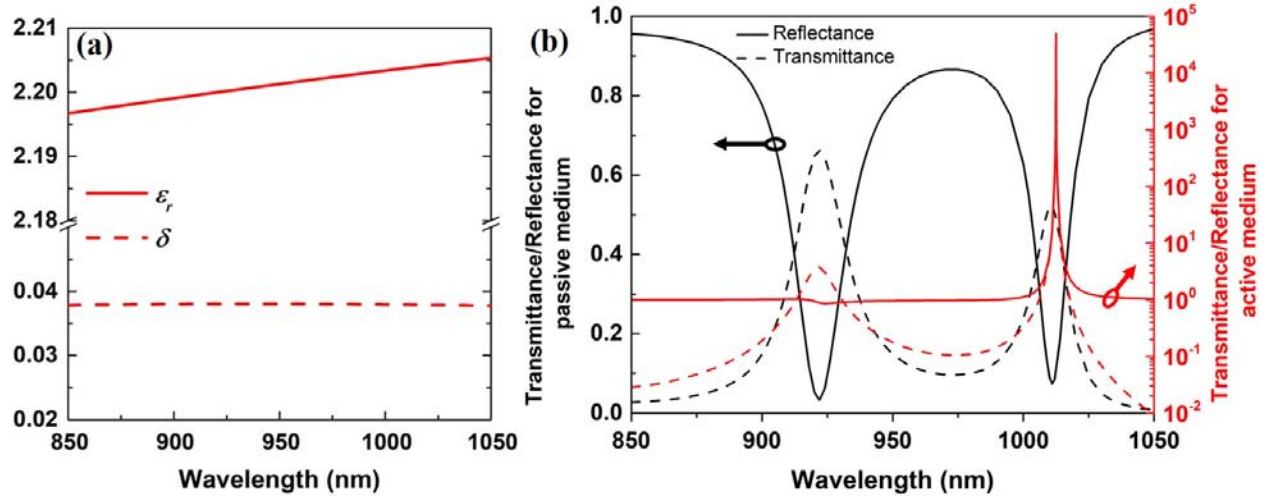 (a)
2.21
2.20
2.19
2.18
0.04
0.03
0.02
εr
δ
850 900 950 1000 1050
Wavelength (nm)
(b)
Transmittance/Reflectance for
passive medium
1.0
0.8
0.6
0.4
0.2
0.0
Reflectance
Transmittance
850 900 950 1000 1050
Wavelength (nm)
10^5
10^4
10^3
10^2
10^1
10^0
10^-1
10^-2
Transmittance/Reflectance for
active medium